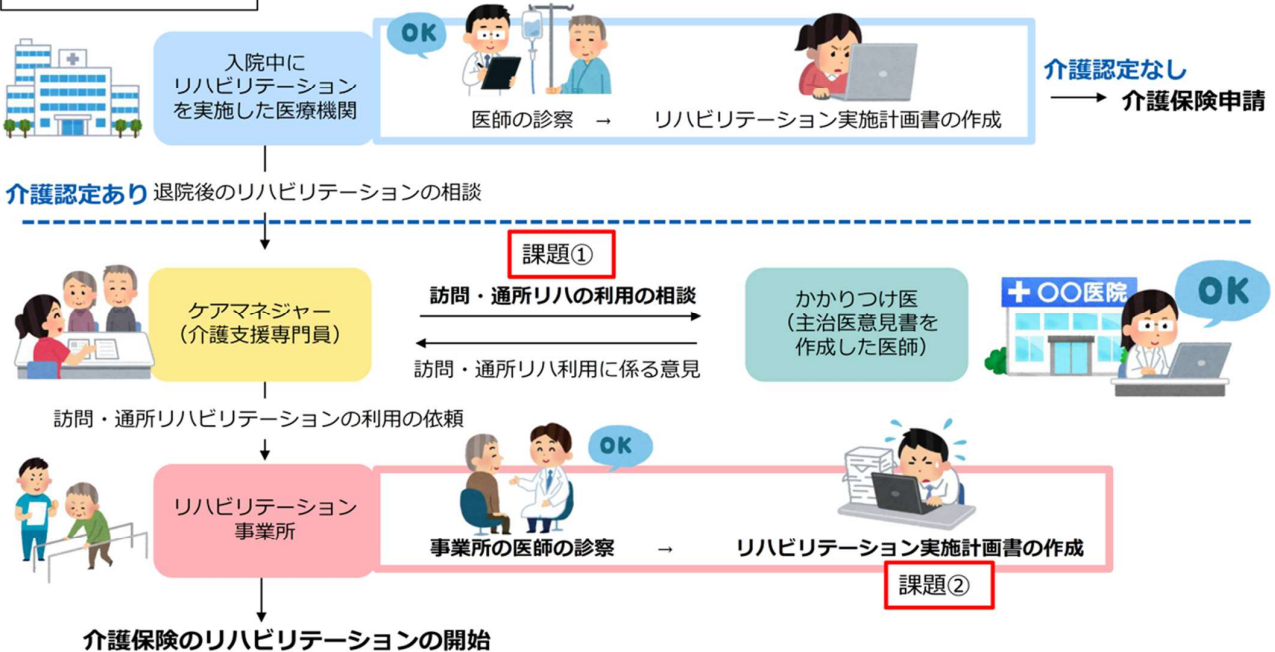 OK
入院中に
リハビリテーション
を実施した医療機関
医師の診察 → リハビリテーション実施計画書の作成
介護認定なし
→ 介護保険申請
介護認定あり 退院後のリハビリテーションの相談
課題①
ケアマネジャー
（介護支援専門員）
訪問・通所リハの利用の相談
訪問・通所リハ利用に係る意見
かかりつけ医
（主治医意見書を
作成した医師）
〇〇医院
OK
訪問・通所リハビリテーションの利用の依頼
リハビリテーション
事業所
OK
事業所の医師の診察 → リハビリテーション実施計画書の作成
課題②
介護保険のリハビリテーションの開始